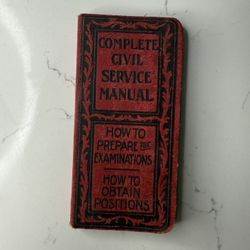 COMPLETE
CIVIL
SERVICE
MANUAL
HOW TO
PREPARE FOR
EXAMINATIONS
HOW TO
OBTAIN
POSITIONS